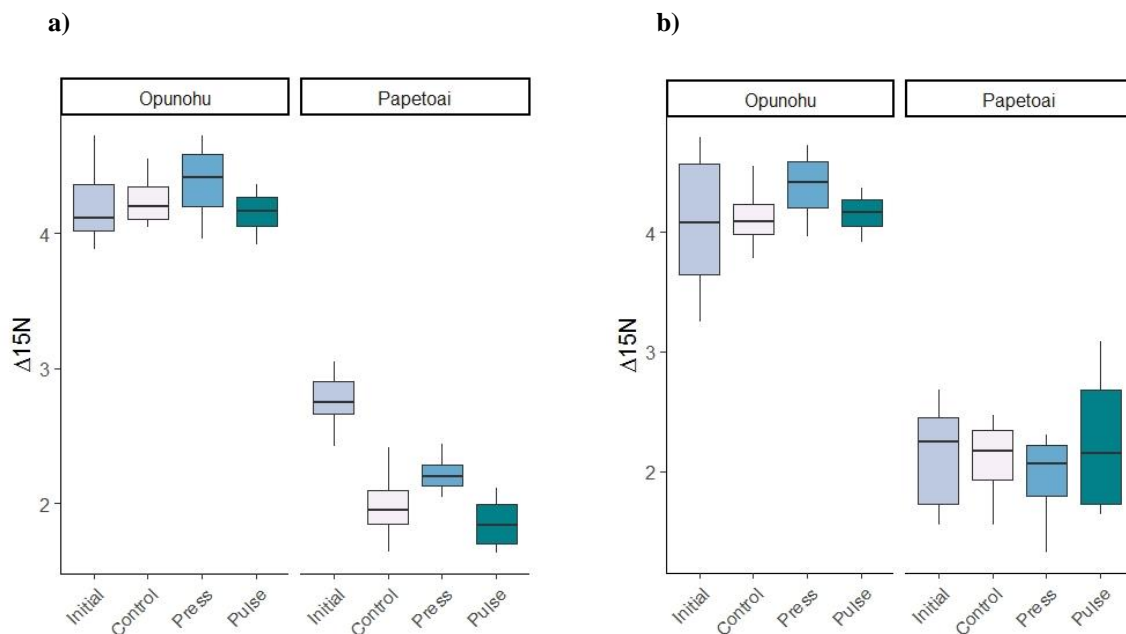 a)
Opunohu Papetoai
Δ15N
4
3
2
Initial Control Press Pulse Initial Control Press Pulse
b)
Opunohu Papetoai
Δ15N
4
3
2
Initial Control Press Pulse Initial Control Press Pulse